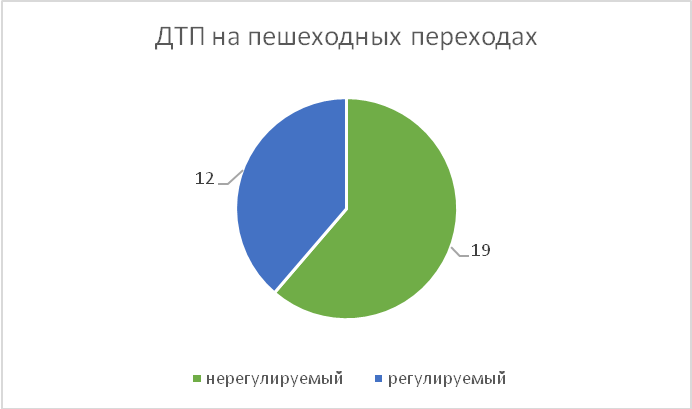 ДТП на пешеходных переходах
12
19
нерегулируемый регулируемый